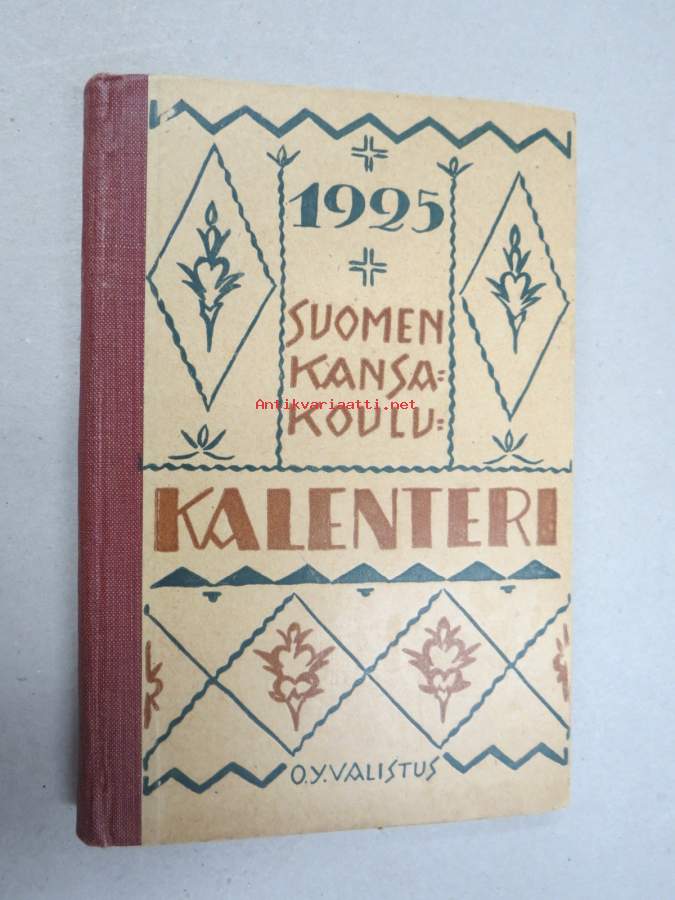 1925
SUOMEN
KANSA=
Antikvariaatti.net
KOULU=
KALENTERI
O.Y. VALISTUS